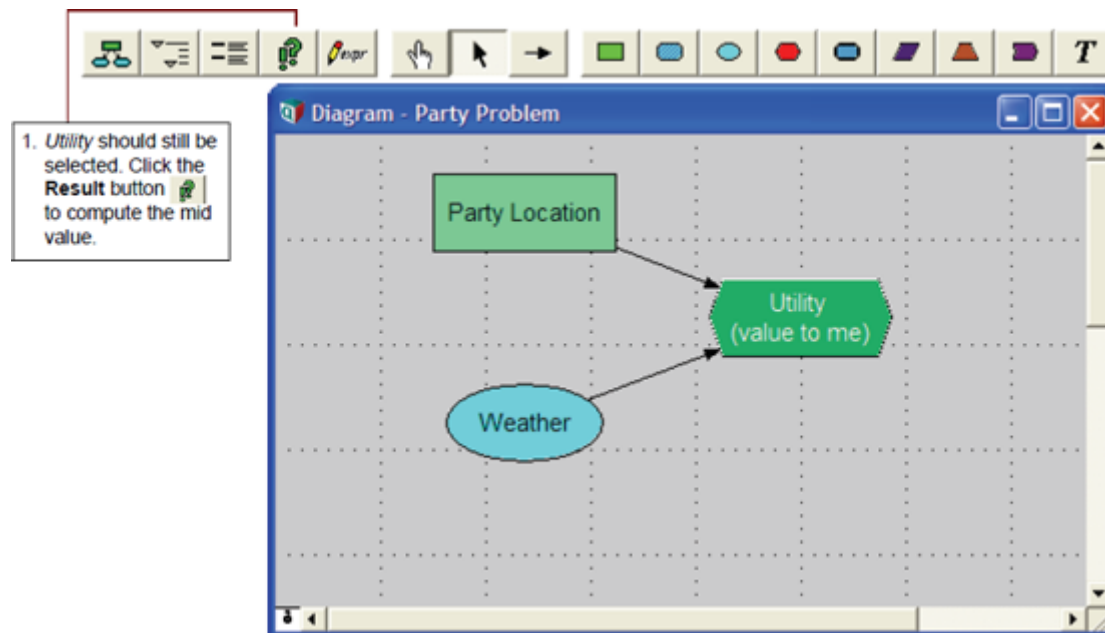 expr
T
Diagram - Party Problem
1. Utility should still be
selected. Click the
Result button
to compute the mid
value.
Party Location
Utility
(value to me)
Weather